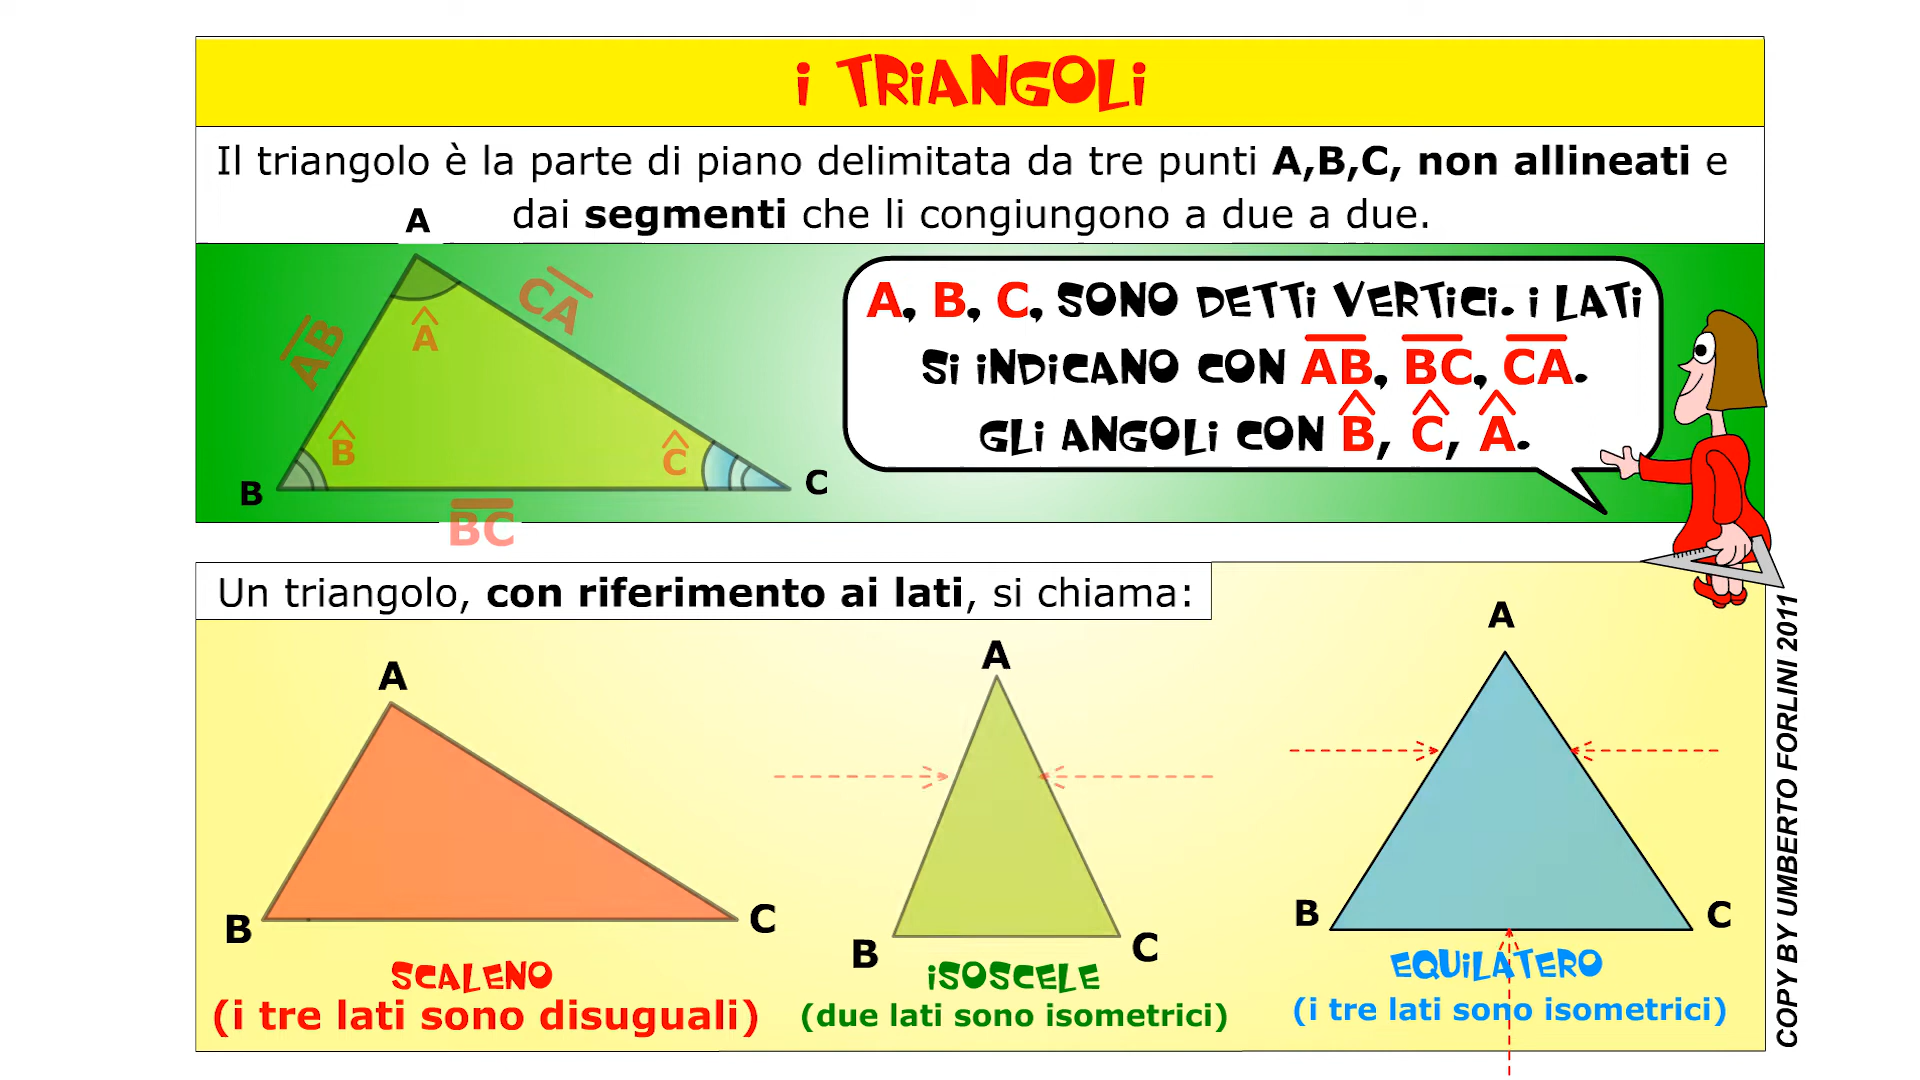 i TRiANGOLi
Il triangolo è la parte di piano delimitata da tre punti A,B,C, non allineati e
dai segmenti che li congiungono a due a due.
A
AB
CA
Â
B̂
Ĉ
B
C
BC
A, B, C, SONO DETTi VERTiCi. i LATi
Si iNDiCANO CON A͞B, B͞C, C͞A.
GLi ANGOLi CON B̂, Ĉ, Â.
Un triangolo, con riferimento ai lati, si chiama:
A
B
C
SCALENO
(i tre lati sono disuguali)
A
B
C
iSOSCELE
(due lati sono isometrici)
A
B
C
EQUiLATERO
(i tre lati sono isometrici)
COPY BY UMBERTO FORLINI 2011